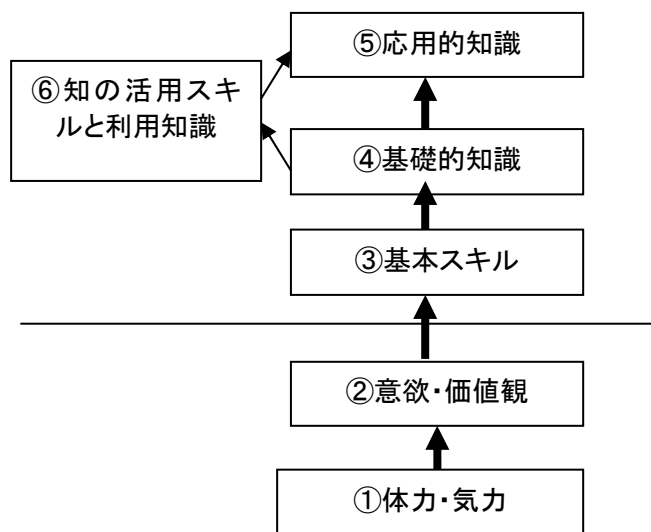 ⑤応用的知識
⑥知の活用スキ
ルと利用知識
④基礎的知識
③基本スキル
②意欲・価値観
①体力・気力